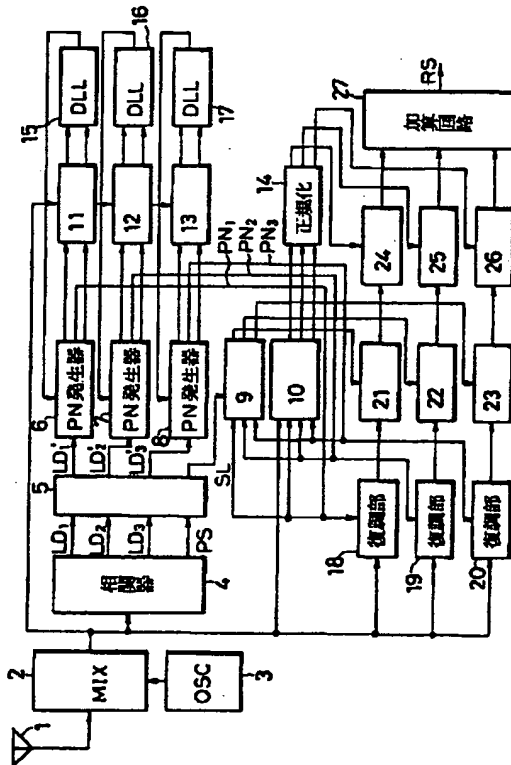 1
2
MIX
OSC
3
相関器
4
LD₁
LD₂
LD₃
PS
5
LD₁'
LD₂'
LD₃'
SL
6
PN発生器
7
PN発生器
8
PN発生器
11
12
13
15
DLL
DLL
16
DLL
17
PN₁
PN₂
PN₃
9
10
14
正規化
18
復調部
19
復調部
20
復調部
21
22
23
24
25
26
27
加算回路
RS